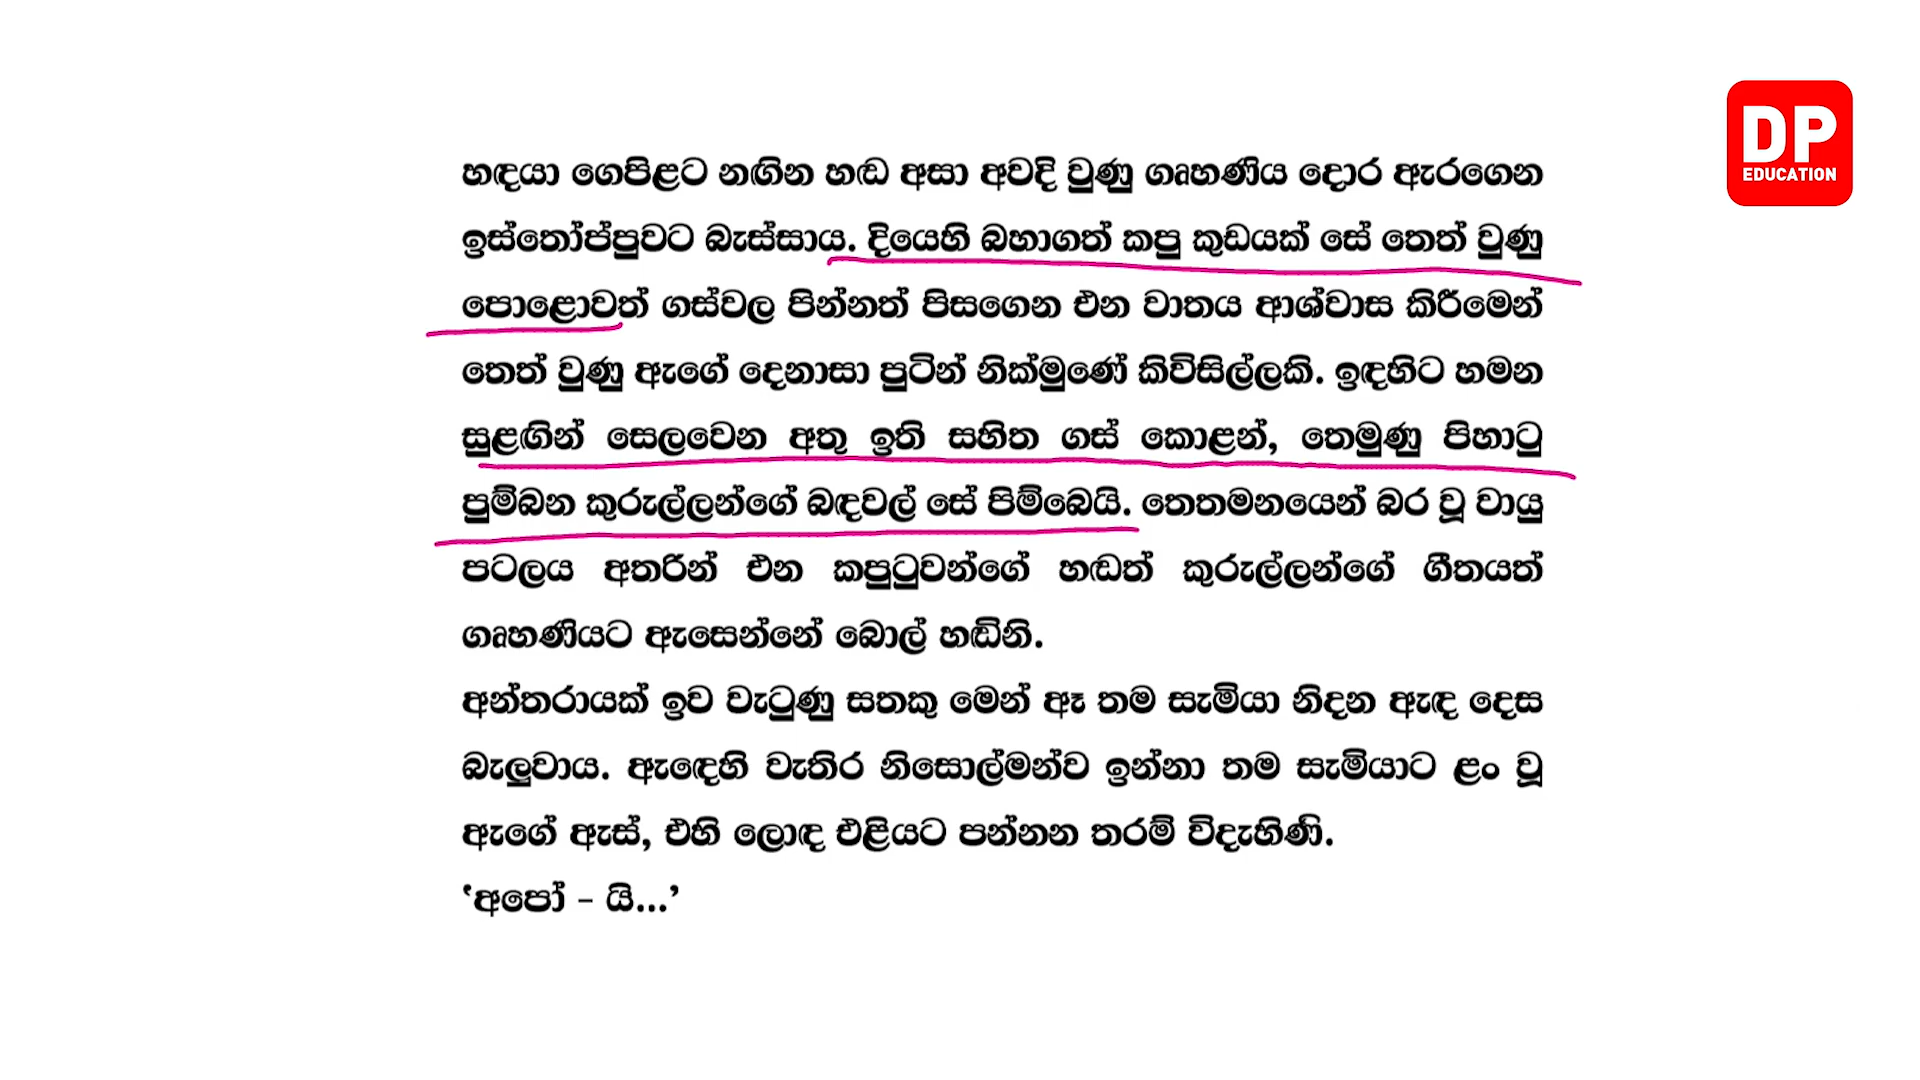 හඳයා ගෙපිළට නඟින හඬ අසා අවදි වුණු ගෘහණිය දොර ඇරගෙන
ඉස්තෝප්පුවට බැස්සාය. දියෙහි බහාගත් කපු කුඩයක් සේ තෙත් වුණු
පොළොවත් ගස්වල පින්නත් පිසගෙන එන වාතය ආශ්වාස කිරීමෙන්
තෙත් වුණු ඇගේ දෙනාසා පුටින් නික්මුණේ කිවිසිල්ලකි. ඉඳහිට හමන
සුළඟින් සෙලවෙන අතු ඉති සහිත ගස් කොළන්, තෙමුණු පිහාටු
පුම්බන කුරුල්ලන්ගේ බඳවල් සේ පිම්බෙයි. තෙතමනයෙන් බර වූ වායු
පටලය අතරින් එන කපුටුවන්ගේ හඬත් කුරුල්ලන්ගේ ගීතයත්
ගෘහණියට ඇසෙන්නේ බොල් හඬිනි.
අන්තරායක් ඉව වැටුණු සතකු මෙන් ඈ තම සැමියා නිදන ඇඳ දෙස
බැලුවාය. ඇඳෙහි වැතිර නිසොල්මන්ව ඉන්නා තම සැමියාට ළං වූ
ඇගේ ඇස්, එහි ලොඳ එළියට පන්නන තරම් විදැහිණි.
‘අපෝ – යි...’
DP
EDUCATION